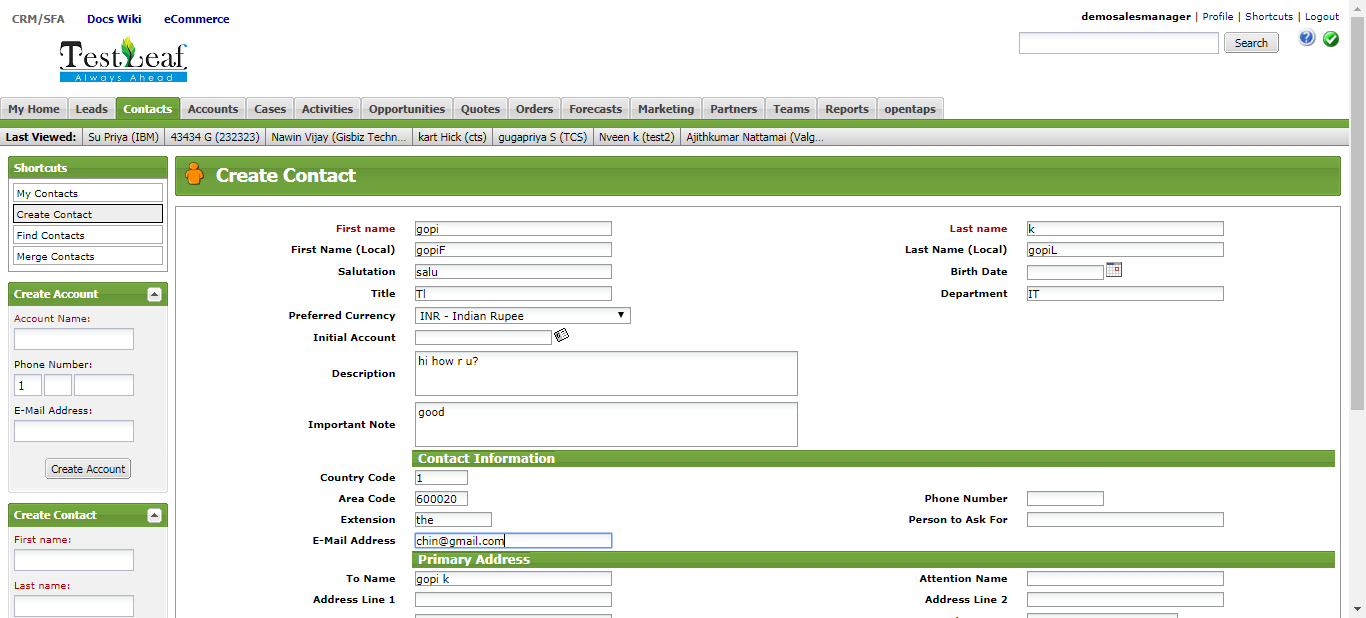 CRM/SFA Docs Wiki eCommerce
demosalesmanager | Profile | Shortcuts | Logout
TestLeaf
Always Ahead
Search
My Home Leads Contacts Accounts Cases Activities Opportunities Quotes Orders Forecasts Marketing Partners Teams Reports opentaps
Last Viewed: Su Priya (IBM) 43434 G (232323) Nawin Vijay (Gisbiz Techn... kart Hick (cts) gugapriya S (TCS) Nveen k (test2) Ajithkumar Nattamai (Valg...
Shortcuts
My Contacts
Create Contact
Find Contacts
Merge Contacts
Create Account
Account Name:
Phone Number:
1
E-Mail Address:
Create Account
Create Contact
First name:
Last name:
Create Contact
First name gopi Last name k
First Name (Local) gopiF Last Name (Local) gopiL
Salutation salu Birth Date
Title Tl Department IT
Preferred Currency INR - Indian Rupee
Initial Account
Description hi how r u?
Important Note good
Contact Information
Country Code 1
Area Code 600020 Phone Number
Extension the Person to Ask For
E-Mail Address chin@gmail.com
Primary Address
To Name gopi k Attention Name
Address Line 1 Address Line 2